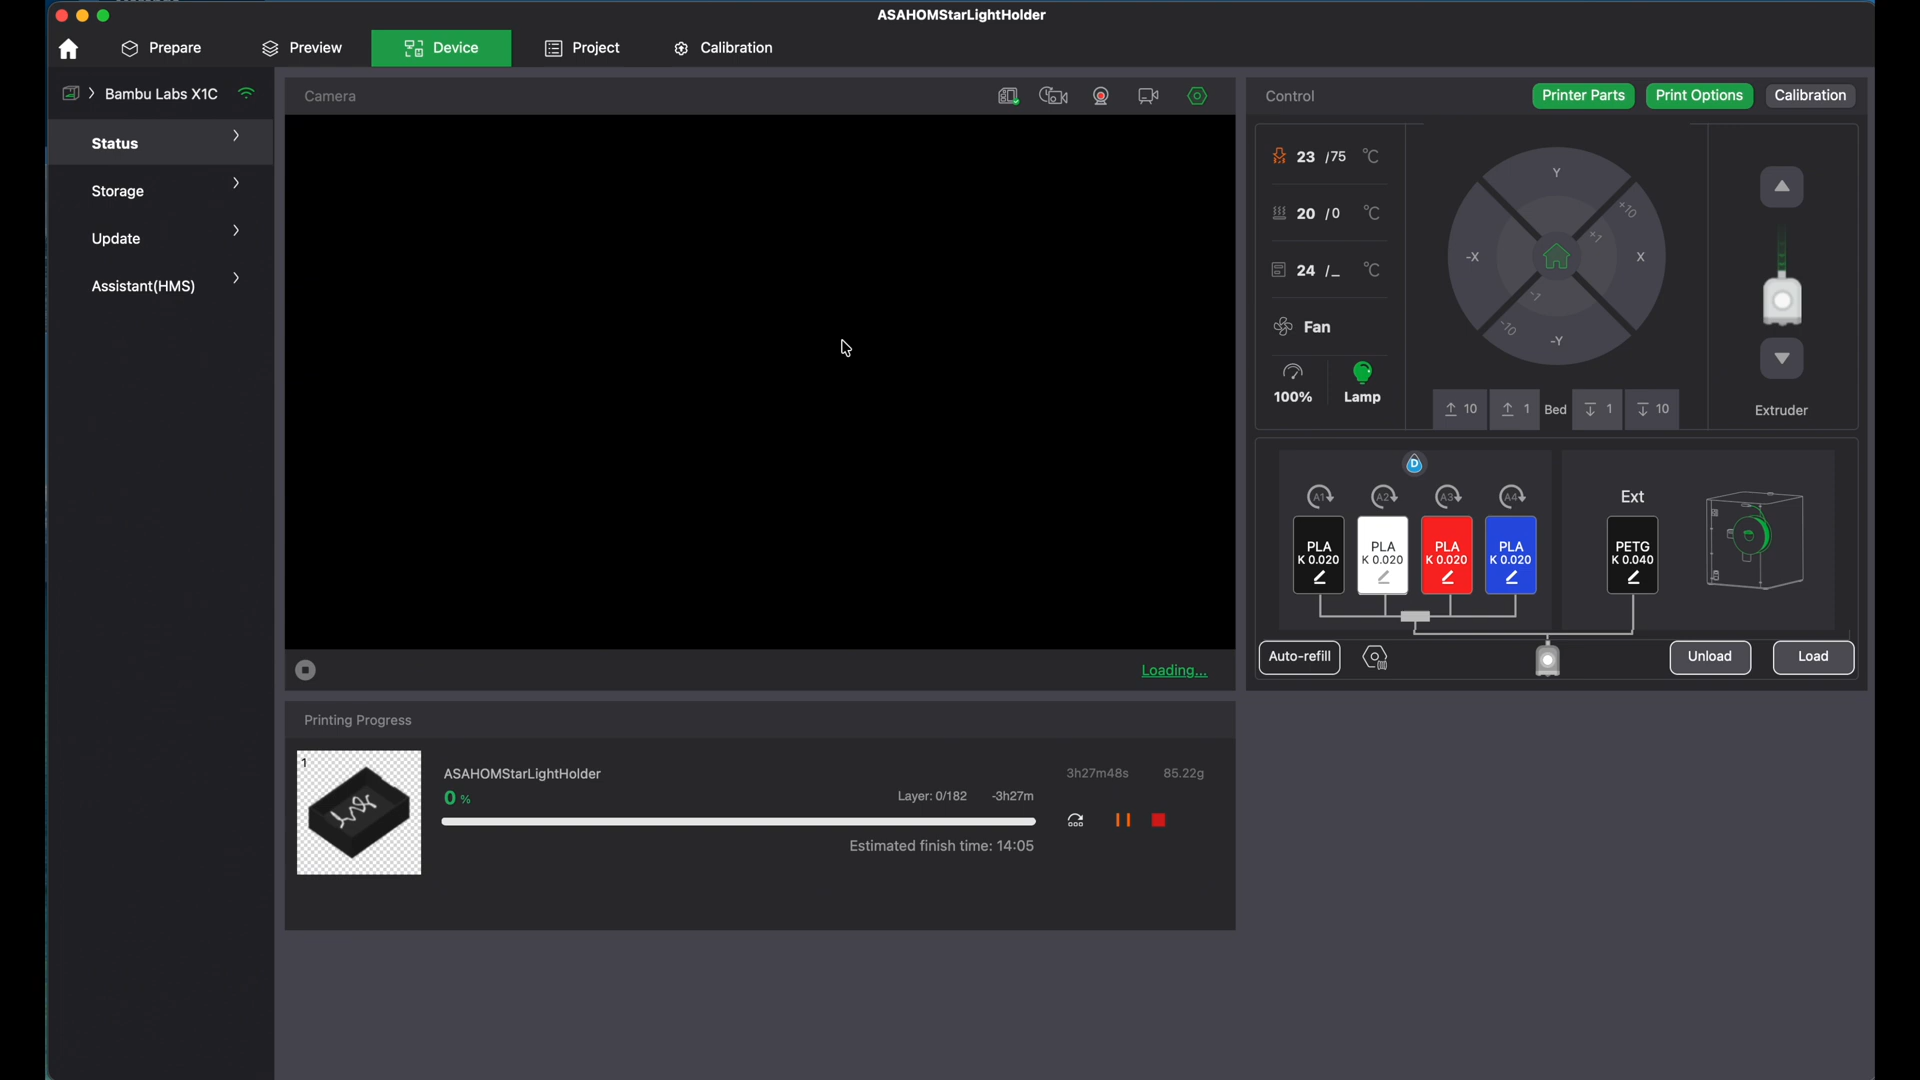 ASAHOMStarLightHolder
Prepare
Preview
Device
Project
Calibration
Bambu Labs X1C
Status
Storage
Update
Assistant(HMS)
Camera
Loading...
Printing Progress
1
ASAHOMStarLightHolder
3h27m48s
85.22g
0 %
Layer: 0/182
-3h27m
Estimated finish time: 14:05
Control
Printer Parts
Print Options
Calibration
23 /75 °C
20 /0 °C
24 /_ °C
Fan
100%
Lamp
Y
+10
+1
-X
X
-1
-10
-Y
10
1
Bed
1
10
Extruder
D
A1
A2
A3
A4
Ext
PLA
K 0.020
PLA
K 0.020
PLA
K 0.020
PLA
K 0.020
PETG
K 0.040
Auto-refill
Unload
Load